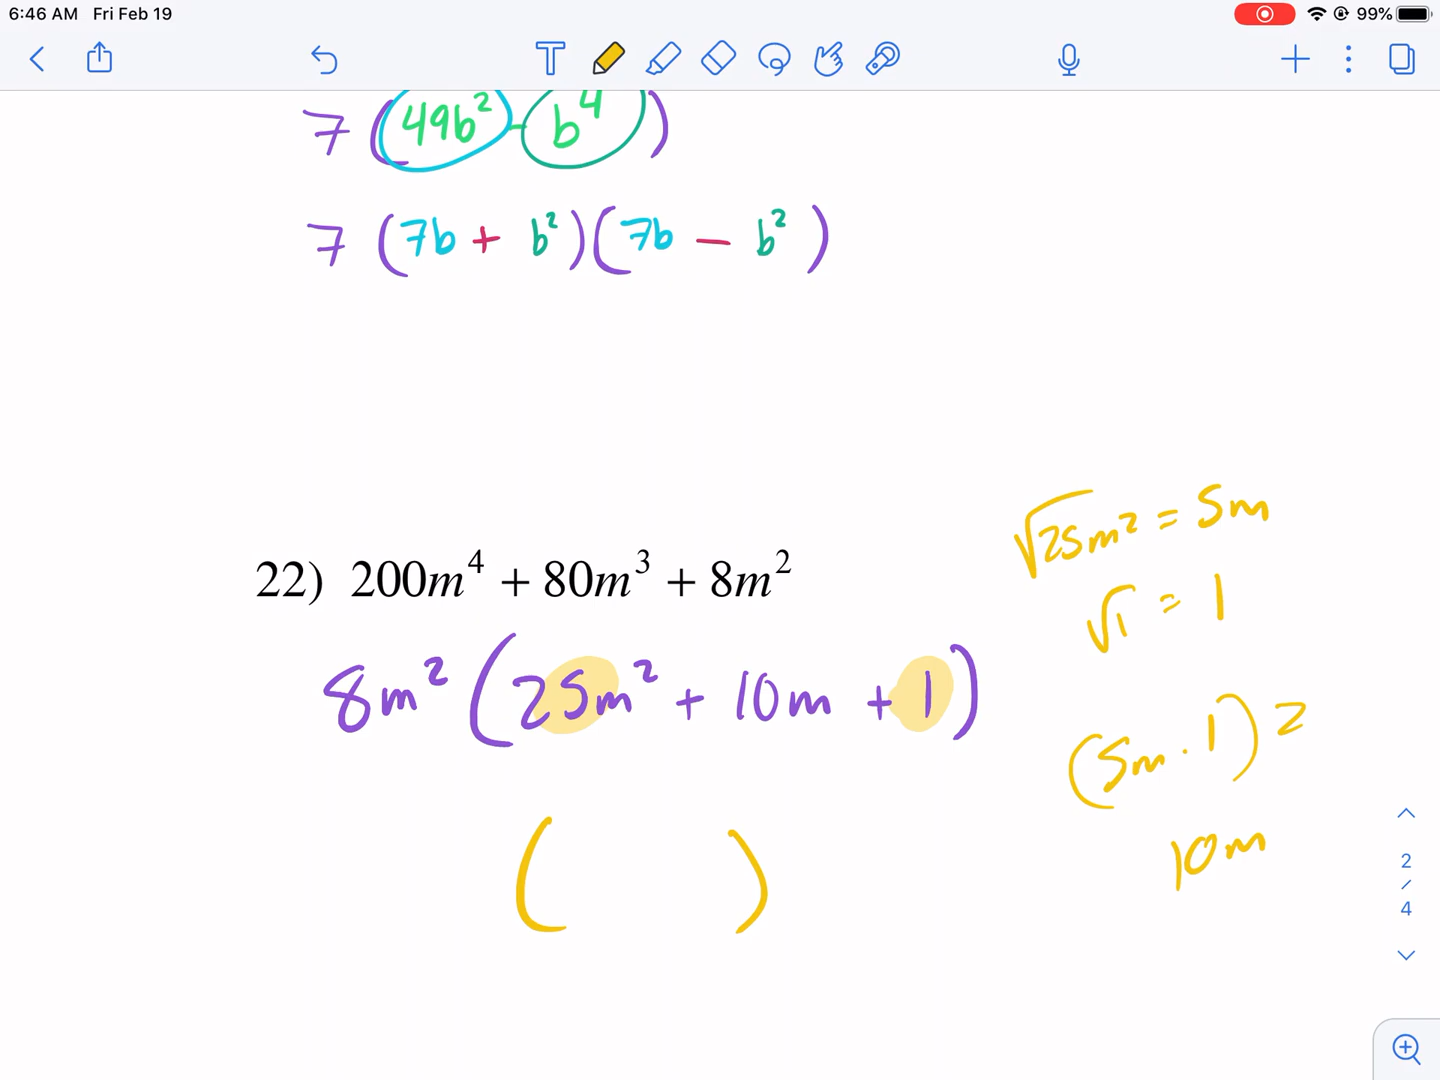 6:46 AM Fri Feb 19
99%
T
7 (49b² - b⁴)
7 (7b + b²)(7b - b²)
√25m² = 5m
√1 = 1
22) 200m⁴ + 80m³ + 8m²
8m² (25m² + 10m + 1)
(5m · 1) 2
10m
( )
2
/
4